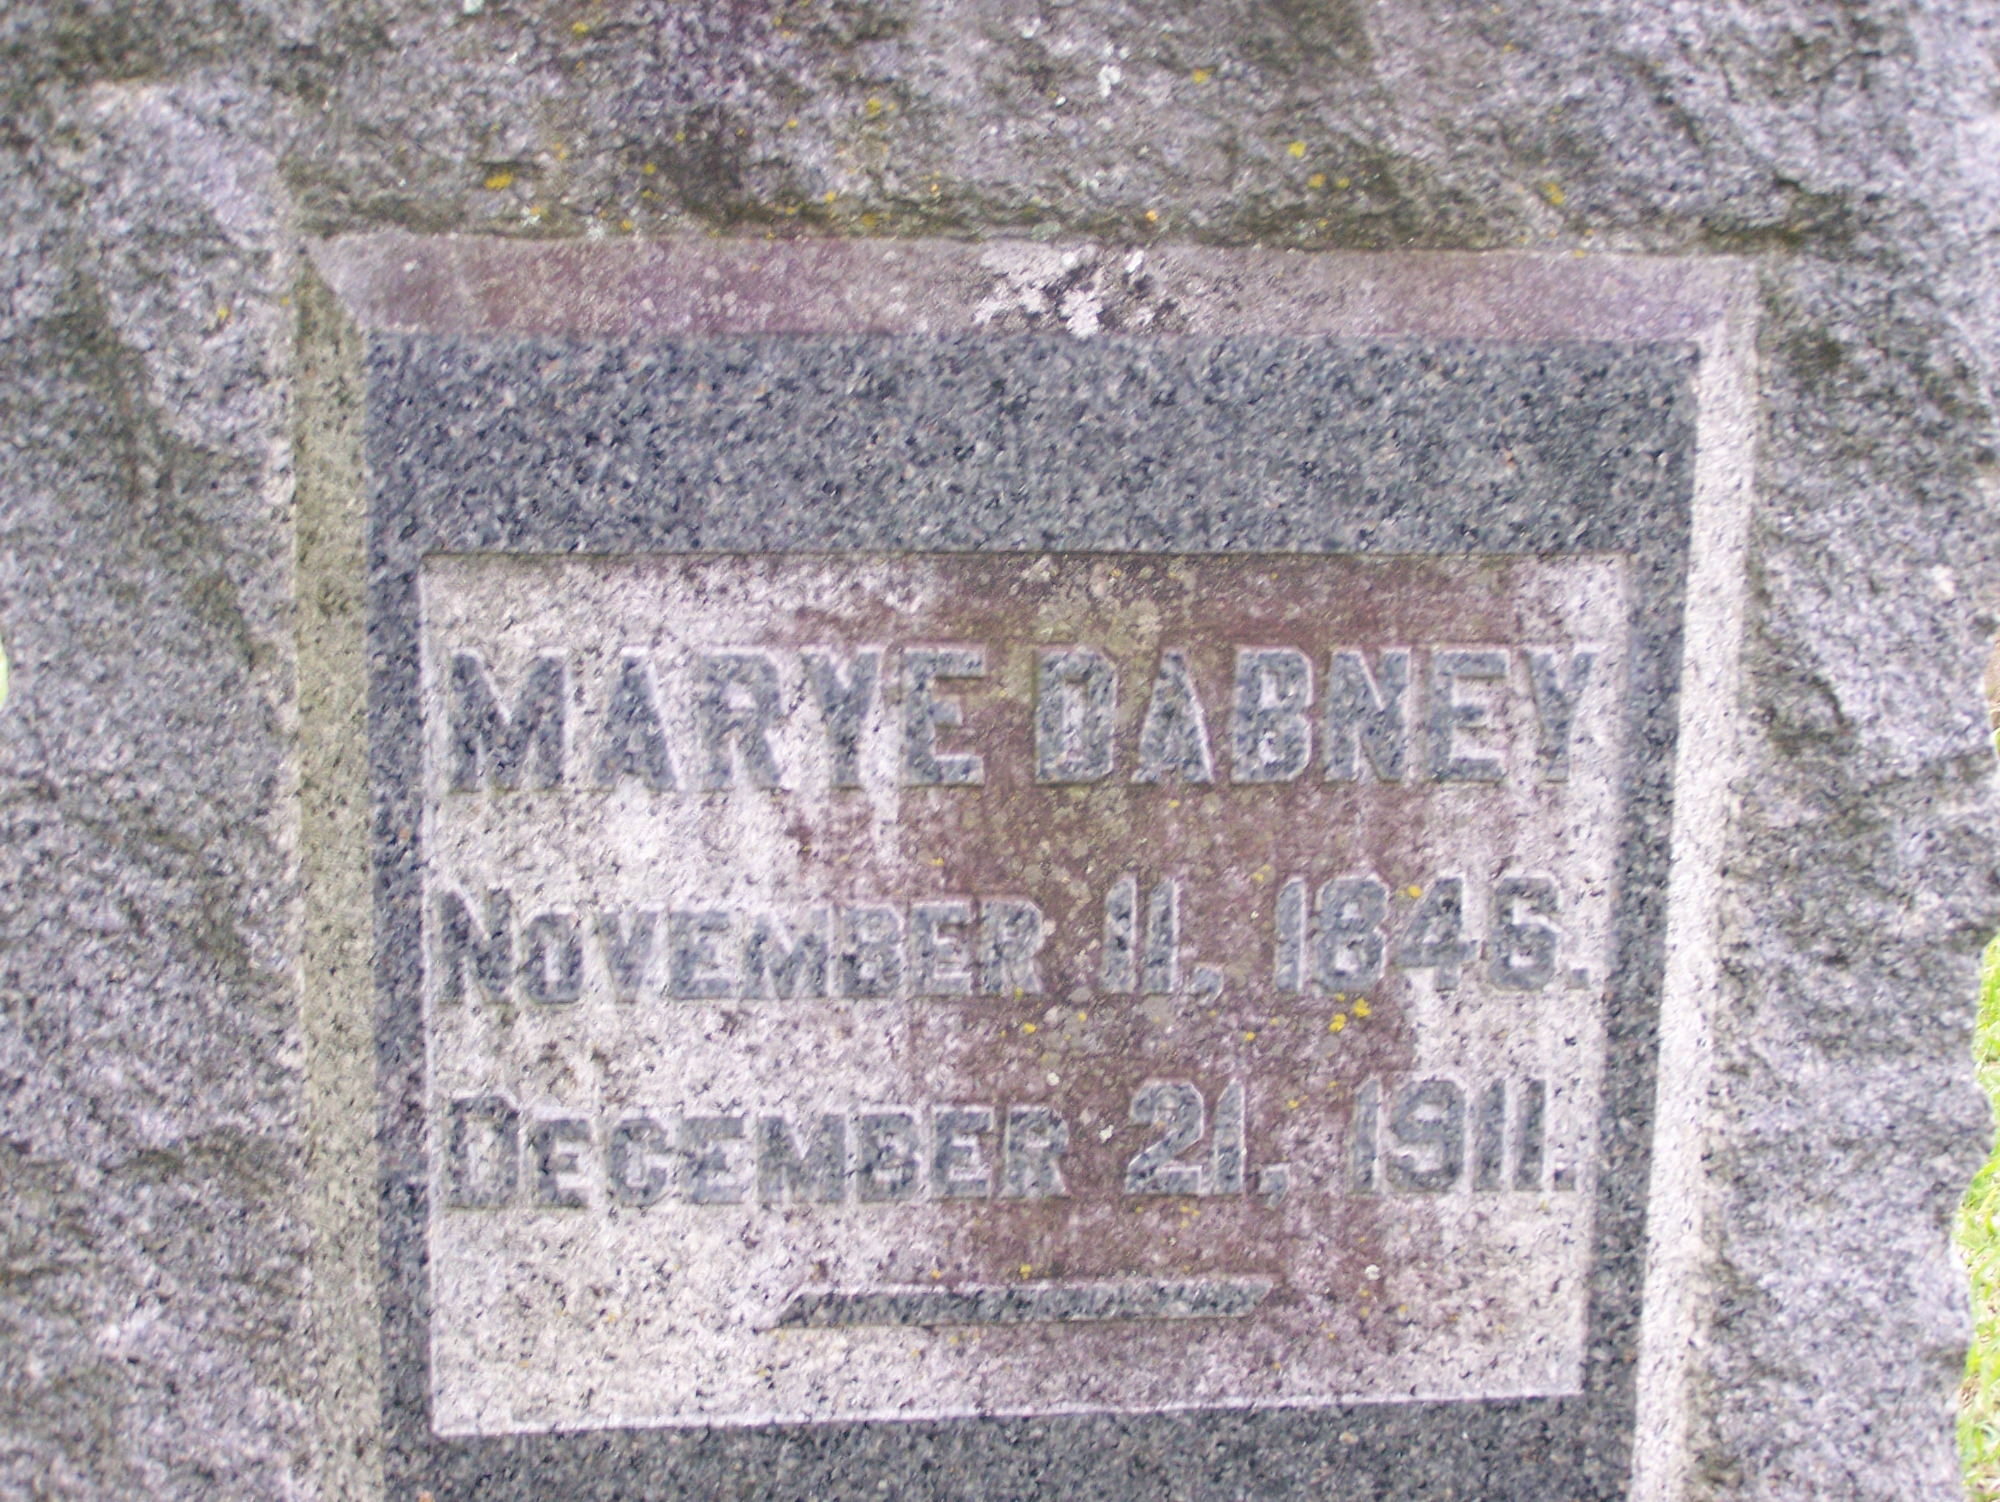 MARYE DABNEY
NOVEMBER 11, 1846.
DECEMBER 21, 1911.